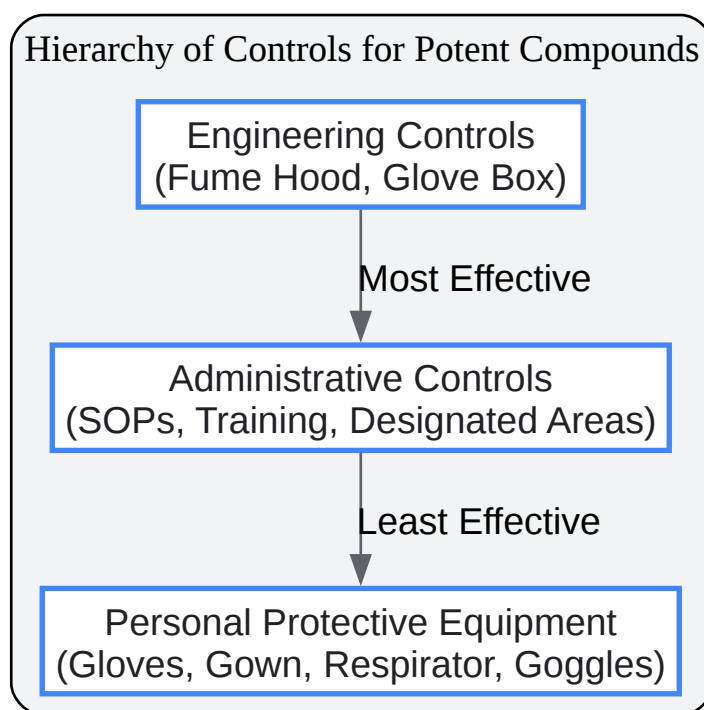 Hierarchy of Controls for Potent Compounds
Engineering Controls
(Fume Hood, Glove Box)
Most Effective
Administrative Controls
(SOPs, Training, Designated Areas)
Least Effective
Personal Protective Equipment
(Gloves, Gown, Respirator, Goggles)